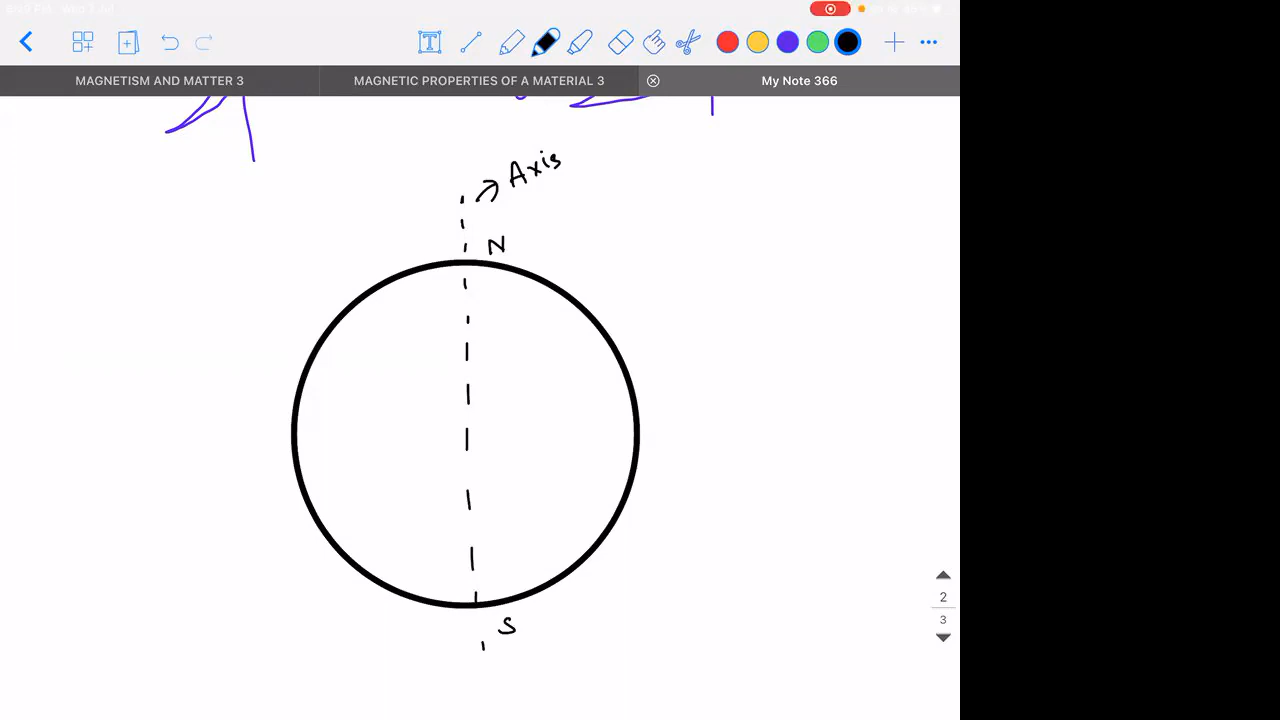 MAGNETISM AND MATTER 3
MAGNETIC PROPERTIES OF A MATERIAL 3
My Note 366
Axis
N
S
2
3